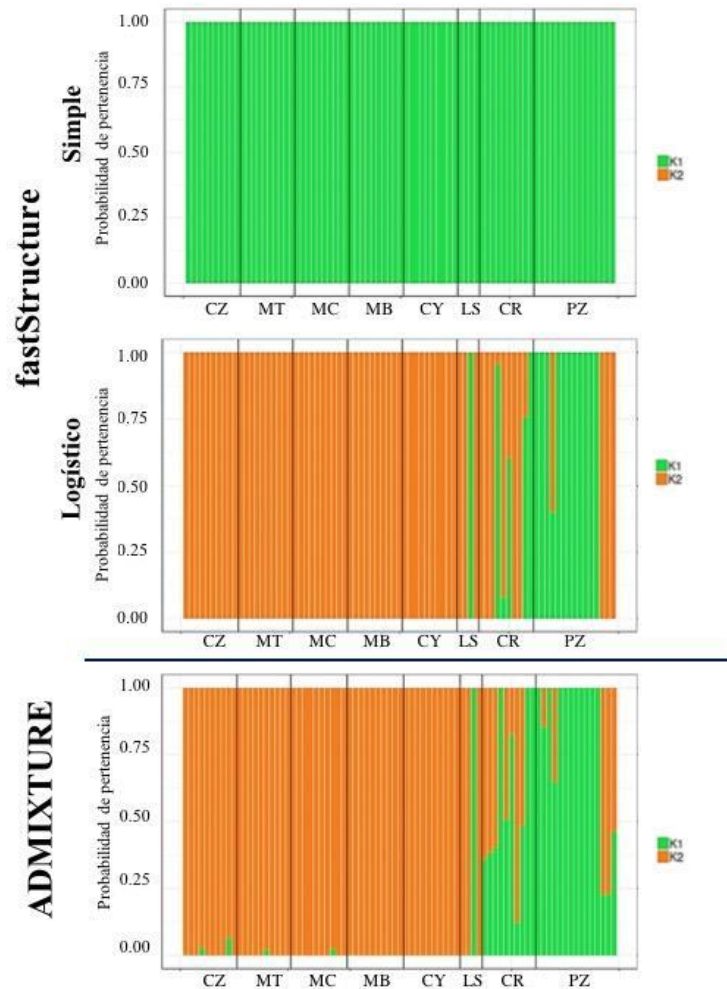 fastStructure
Simple
Probabilidad de pertenencia
1.00
0.75
0.50
0.25
0.00
CZ MT MC MB CY LS CR PZ
K1
K2
Logístico
Probabilidad de pertenencia
1.00
0.75
0.50
0.25
0.00
CZ MT MC MB CY LS CR PZ
K1
K2
ADMIXTURE
Probabilidad de pertenencia
1.00
0.75
0.50
0.25
0.00
CZ MT MC MB CY LS CR PZ
K1
K2